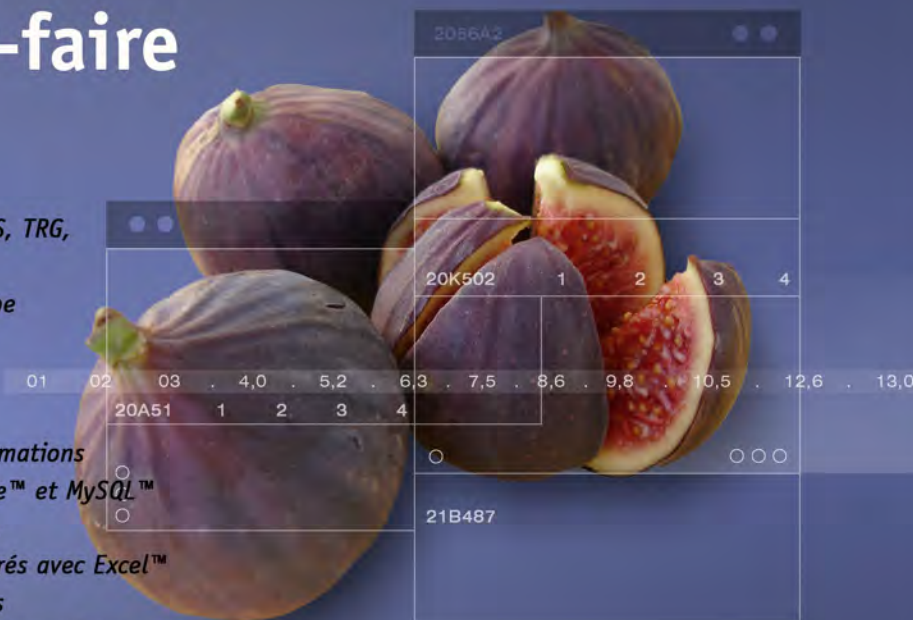 -faire
2086A2
S, TRG,
20K502 1 2 3 4
pe
01 02 03 . 4,0 . 5,2 . 6,3 . 7,5 . 8,6 . 9,8 . 10,5 . 12,6 . 13,0
20A51 1 2 3 4
mations
e™ et MySQL™
21B487
rés avec Excel™
s